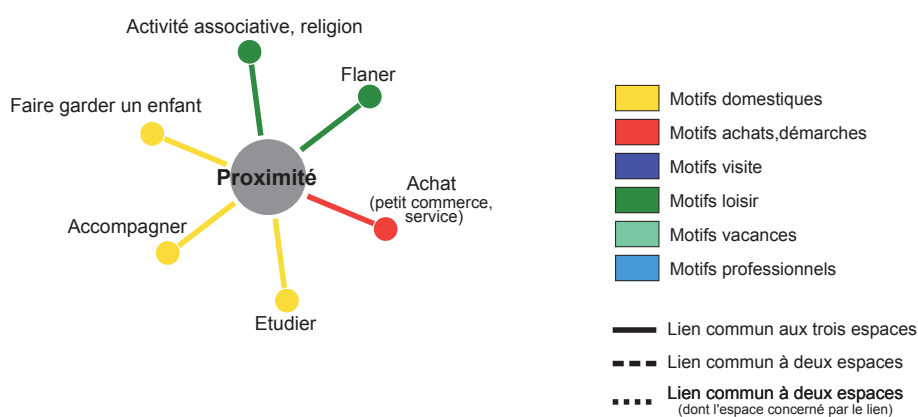 Activité associative, religion
Flaner
Faire garder un enfant
Proximité
Achat
(petit commerce,
service)
Accompagner
Etudier
Motifs domestiques
Motifs achats,démarches
Motifs visite
Motifs loisir
Motifs vacances
Motifs professionnels
Lien commun aux trois espaces
Lien commun à deux espaces
Lien commun à deux espaces
(dont l'espace concerné par le lien)